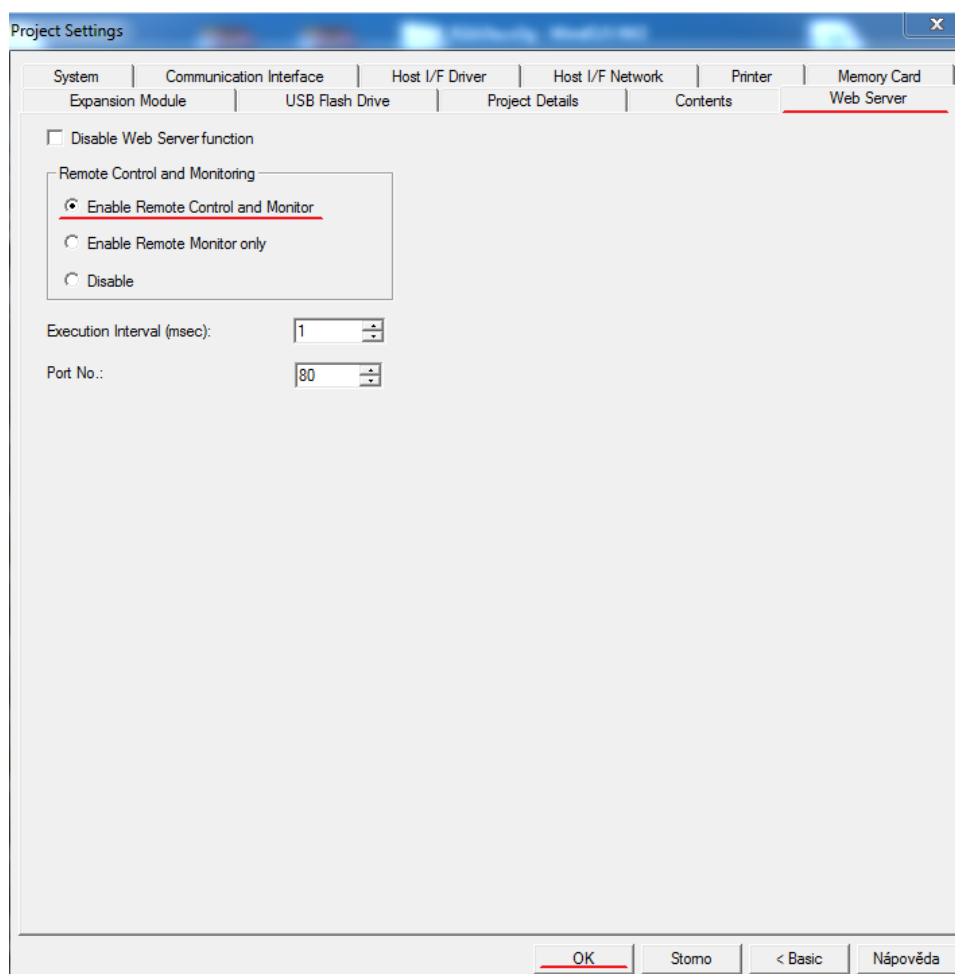 Project Settings
System Communication Interface Host I/F Driver Host I/F Network Printer Memory Card
Expansion Module USB Flash Drive Project Details Contents Web Server
Disable Web Server function
Remote Control and Monitoring
Enable Remote Control and Monitor
Enable Remote Monitor only
Disable
Execution Interval (msec): 1
Port No.: 80
OK Storno < Basic Nápověda